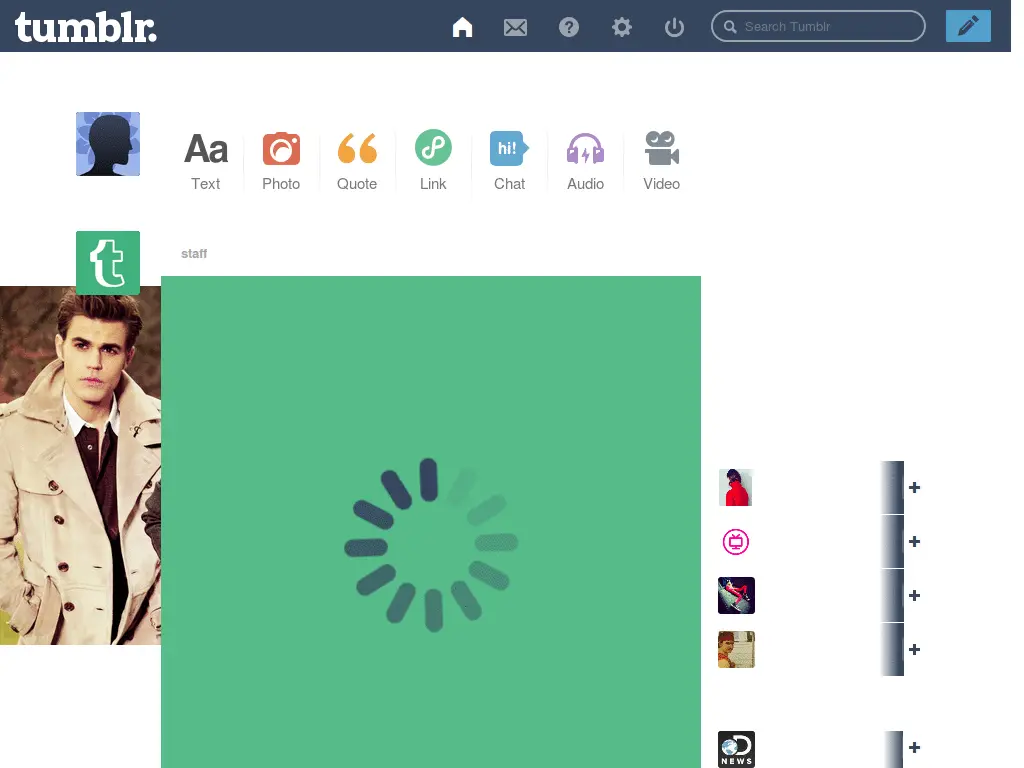 tumblr.
Search Tumblr
Aa
hi!
Text
Photo
Quote
Link
Chat
Audio
Video
t
staff
D
NEWS